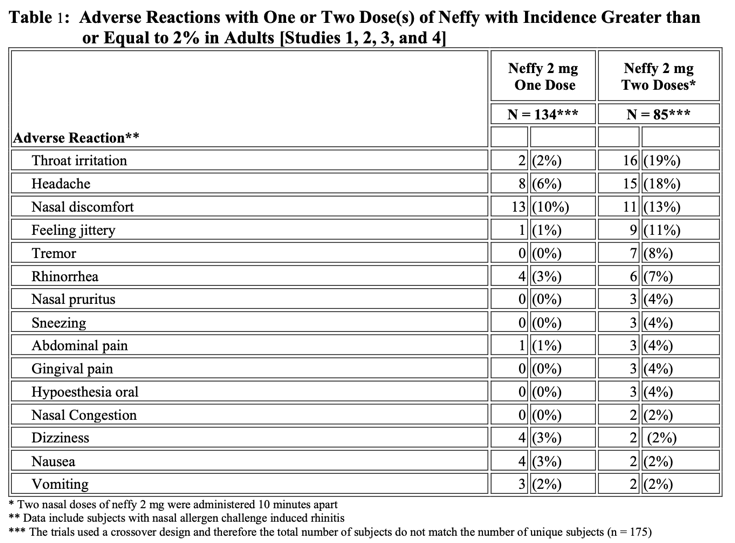 Table 1: Adverse Reactions with One or Two Dose(s) of Neffy with Incidence Greater than
or Equal to 2% in Adults [Studies 1, 2, 3, and 4]
Neffy 2 mg One Dose Neffy 2 mg Two Doses*
N = 134*** N = 85***
Adverse Reaction**
Throat irritation 2 (2%) 16 (19%)
Headache 8 (6%) 15 (18%)
Nasal discomfort 13 (10%) 11 (13%)
Feeling jittery 1 (1%) 9 (11%)
Tremor 0 (0%) 7 (8%)
Rhinorrhea 4 (3%) 6 (7%)
Nasal pruritus 0 (0%) 3 (4%)
Sneezing 0 (0%) 3 (4%)
Abdominal pain 1 (1%) 3 (4%)
Gingival pain 0 (0%) 3 (4%)
Hypoesthesia oral 0 (0%) 3 (4%)
Nasal Congestion 0 (0%) 2 (2%)
Dizziness 4 (3%) 2 (2%)
Nausea 4 (3%) 2 (2%)
Vomiting 3 (2%) 2 (2%)
* Two nasal doses of neffy 2 mg were administered 10 minutes apart
** Data include subjects with nasal allergen challenge induced rhinitis
*** The trials used a crossover design and therefore the total number of subjects do not match the number of unique subjects (n = 175)